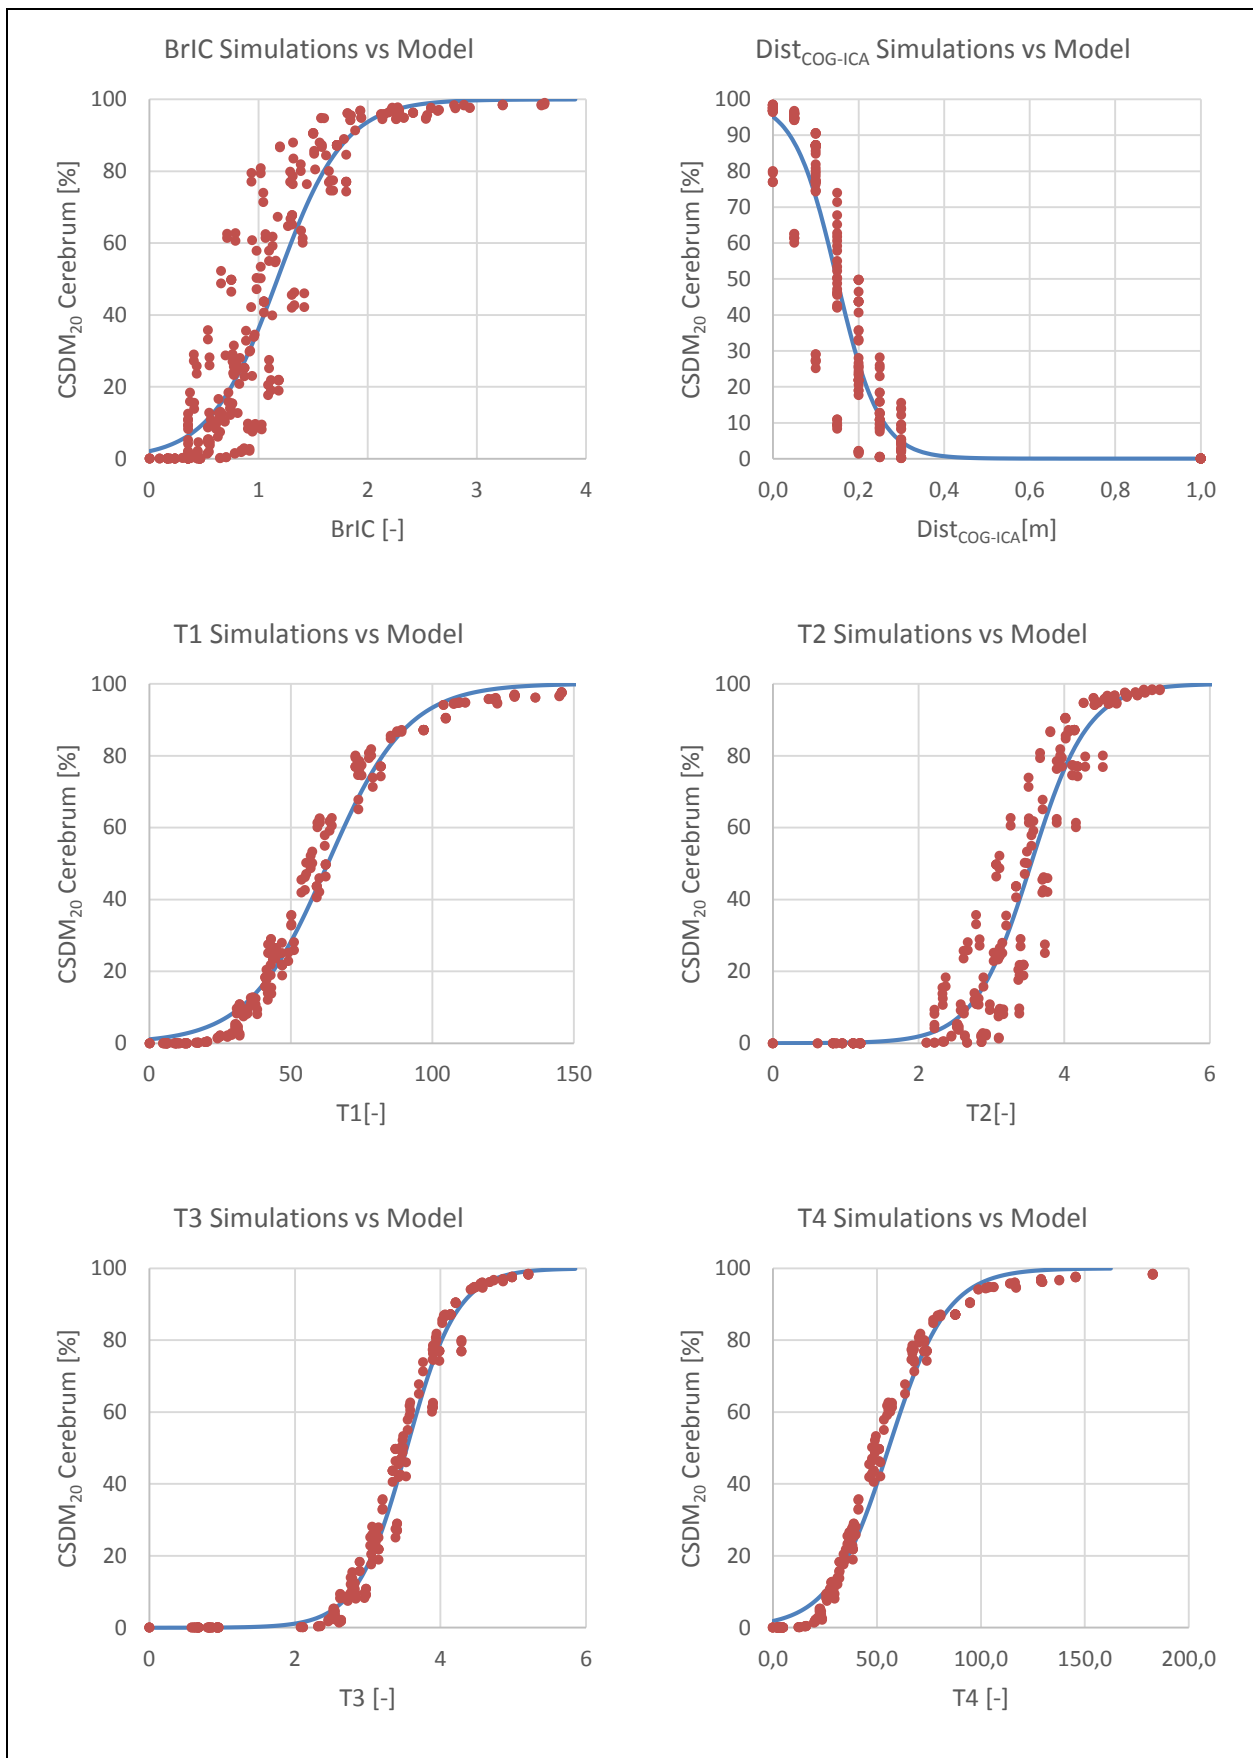 BrIC Simulations vs Model
CSDM20 Cerebrum [%]
100
80
60
40
20
0
0 1 2 3 4
BrIC [-]
DistCOG-ICA Simulations vs Model
CSDM20 Cerebrum [%]
100
90
80
70
60
50
40
30
20
10
0
0,0 0,2 0,4 0,6 0,8 1,0
DistCOG-ICA[m]
T1 Simulations vs Model
CSDM20 Cerebrum [%]
100
80
60
40
20
0
0 50 100 150
T1[-]
T2 Simulations vs Model
CSDM20 Cerebrum [%]
100
80
60
40
20
0
0 2 4 6
T2[-]
T3 Simulations vs Model
CSDM20 Cerebrum [%]
100
80
60
40
20
0
0 2 4 6
T3 [-]
T4 Simulations vs Model
CSDM20 Cerebrum [%]
100
80
60
40
20
0
0,0 50,0 100,0 150,0 200,0
T4 [-]